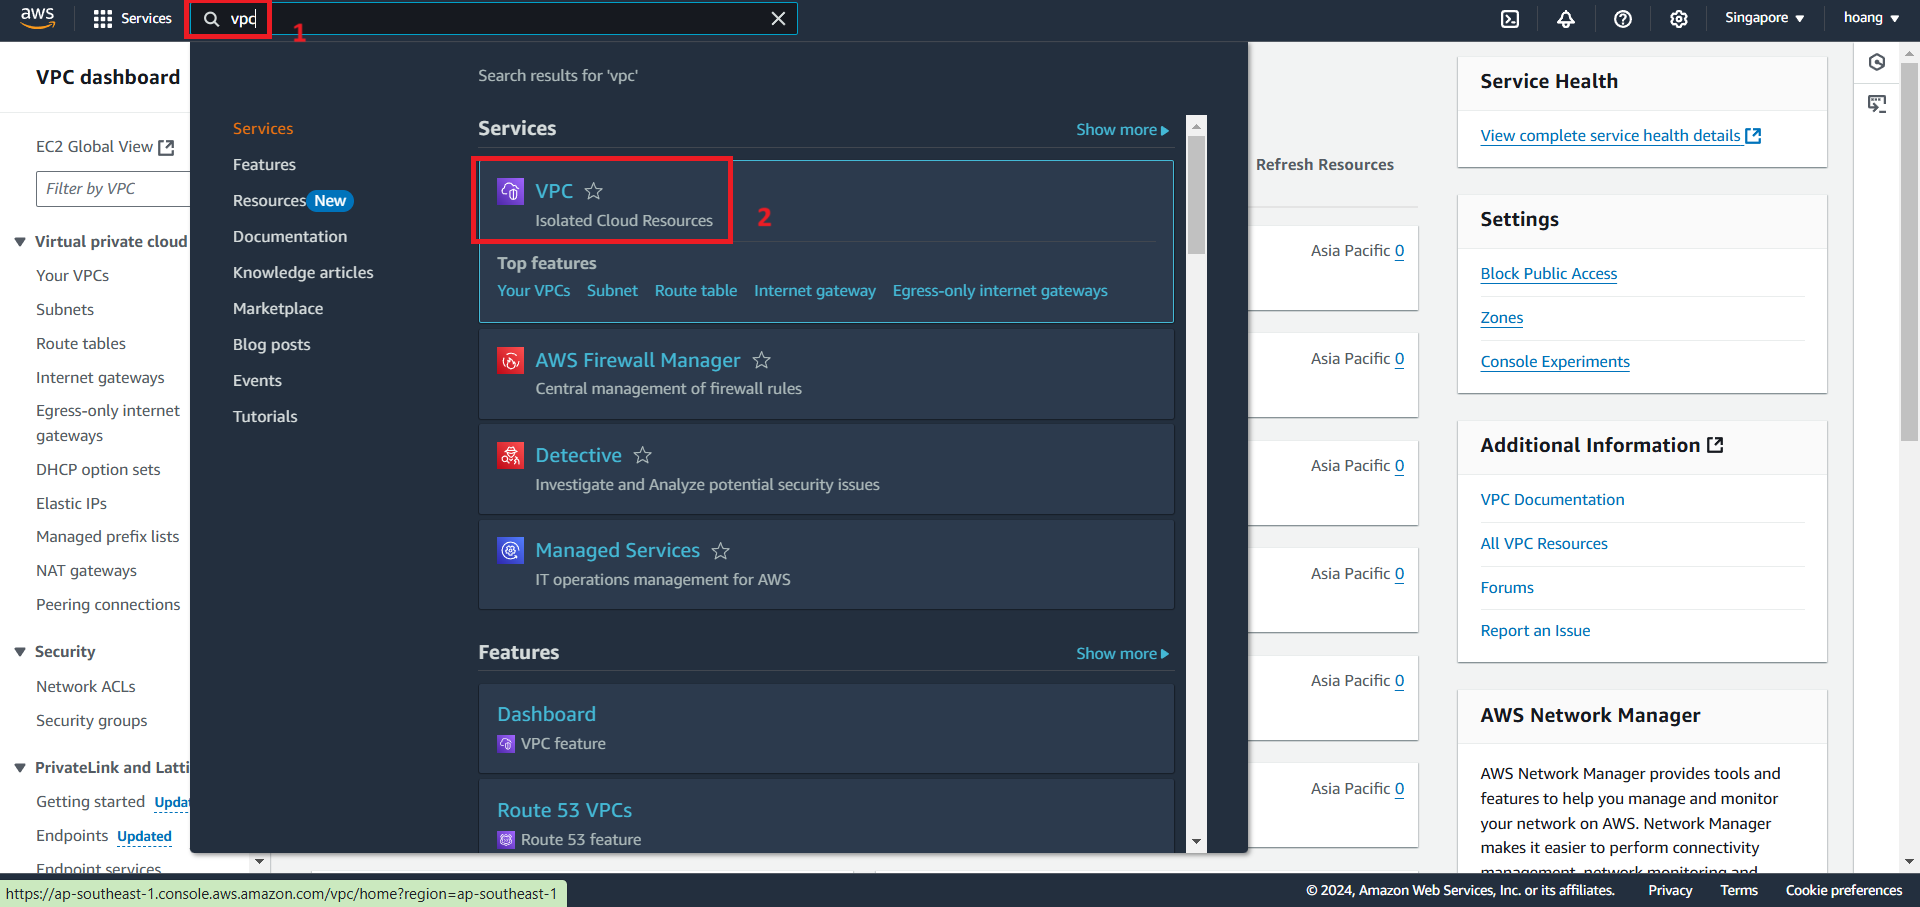 aws
Services
vpc
1
Singapore
hoang
VPC dashboard
EC2 Global View
Filter by VPC
Virtual private cloud
Your VPCs
Subnets
Route tables
Internet gateways
Egress-only internet
gateways
DHCP option sets
Elastic IPs
Managed prefix lists
NAT gateways
Peering connections
Security
Network ACLs
Security groups
PrivateLink and Latti
Getting started Updat
Endpoints Updated
Endpoint services
Search results for 'vpc'
Services
Features
Resources New
Documentation
Knowledge articles
Marketplace
Blog posts
Events
Tutorials
Services
Show more
VPC
Isolated Cloud Resources
2
Top features
Your VPCs Subnet Route table Internet gateway Egress-only internet gateways
AWS Firewall Manager
Central management of firewall rules
Detective
Investigate and Analyze potential security issues
Managed Services
IT operations management for AWS
Features
Show more
Dashboard
VPC feature
Route 53 VPCs
Route 53 feature
Refresh Resources
Asia Pacific 0
Asia Pacific 0
Asia Pacific 0
Asia Pacific 0
Asia Pacific 0
Asia Pacific 0
Service Health
View complete service health details
Settings
Block Public Access
Zones
Console Experiments
Additional Information
VPC Documentation
All VPC Resources
Forums
Report an Issue
AWS Network Manager
AWS Network Manager provides tools and
features to help you manage and monitor
your network on AWS. Network Manager
makes it easier to perform connectivity
management, network monitoring and
https://ap-southeast-1.console.aws.amazon.com/vpc/home?region=ap-southeast-1
© 2024, Amazon Web Services, Inc. or its affiliates.
Privacy
Terms
Cookie preferences